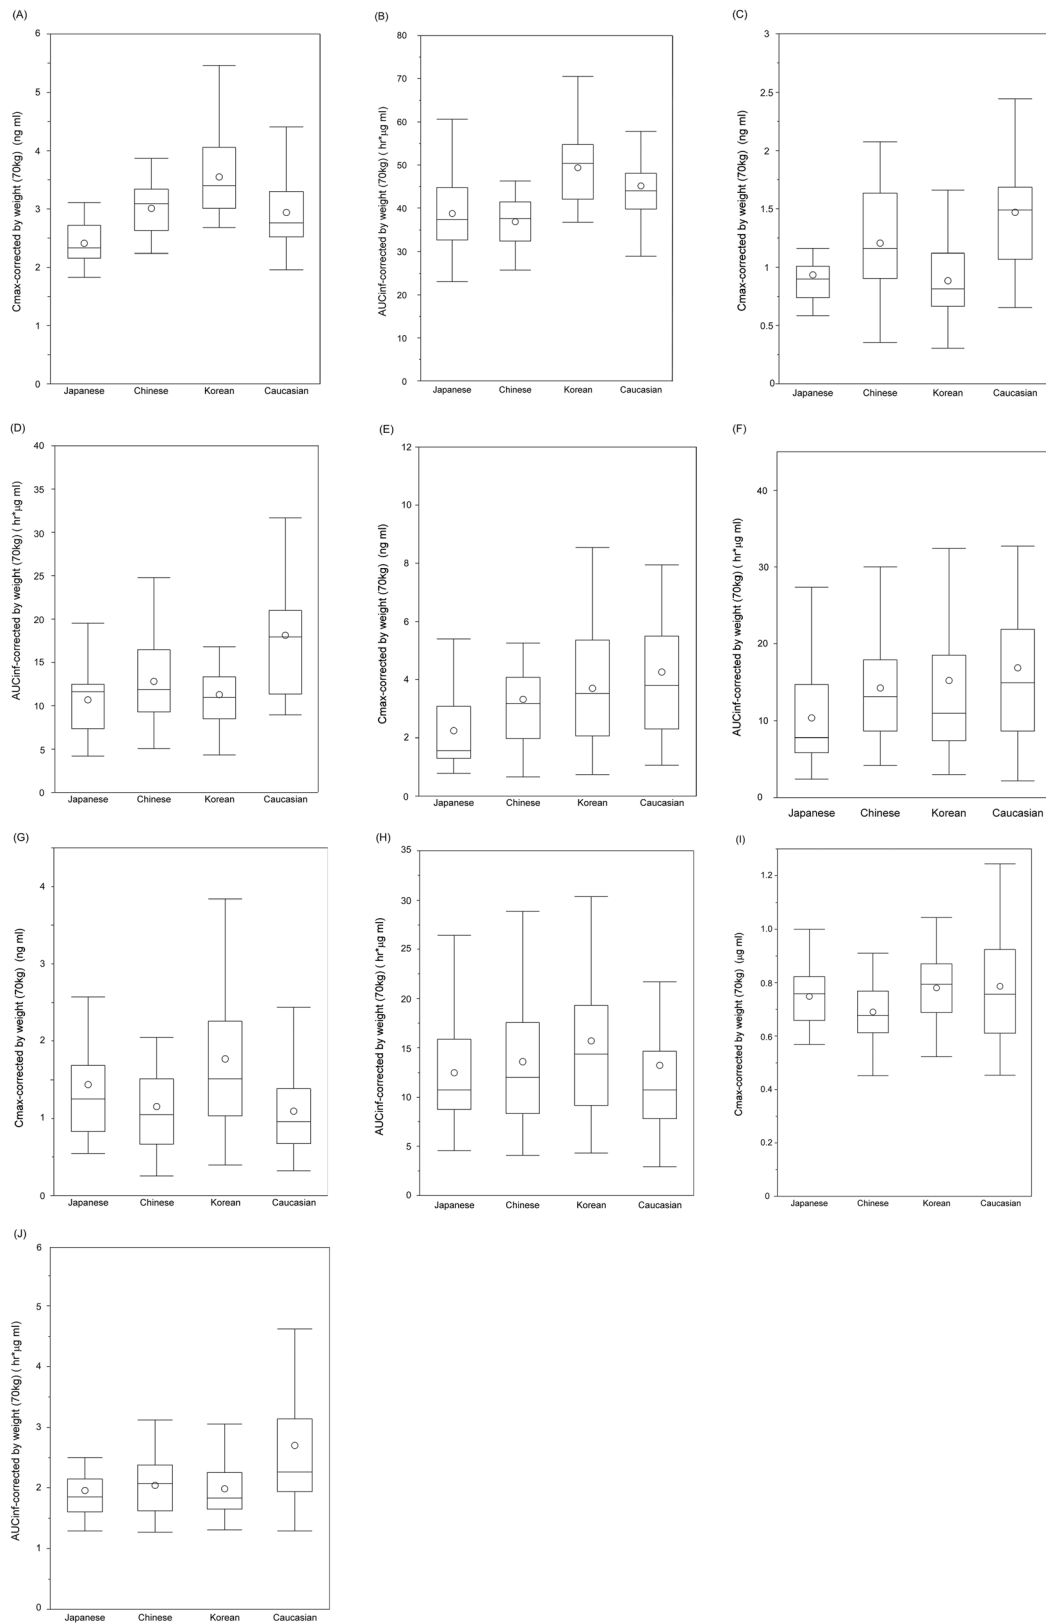 (A)
Cmax-corrected by weight (70kg) (ng ml)
6
5
4
3
2
1
0
Japanese Chinese Korean Caucasian
(B)
AUCinf-corrected by weight (70kg) ( hr*µg ml)
80
70
60
50
40
30
20
10
0
Japanese Chinese Korean Caucasian
(C)
Cmax-corrected by weight (70kg) (ng ml)
3
2.5
2
1.5
1
0.5
0
Japanese Chinese Korean Caucasian
(D)
AUCinf-corrected by weight (70kg) ( hr*µg ml)
40
35
30
25
20
15
10
5
0
Japanese Chinese Korean Caucasian
(E)
Cmax-corrected by weight (70kg) (ng ml)
12
10
8
6
4
2
0
Japanese Chinese Korean Caucasian
(F)
AUCinf-corrected by weight (70kg) ( hr*µg ml)
40
30
20
10
0
Japanese Chinese Korean Caucasian
(G)
Cmax-corrected by weight (70kg) (ng ml)
4
3
2
1
0
Japanese Chinese Korean Caucasian
(H)
AUCinf-corrected by weight (70kg) ( hr*µg ml)
35
30
25
20
15
10
5
0
Japanese Chinese Korean Caucasian
(I)
Cmax-corrected by weight (70kg) (µg ml)
1.2
1.0
0.8
0.6
0.4
0.2
0
Japanese Chinese Korean Caucasian
(J)
AUCinf-corrected by weight (70kg) ( hr*µg ml)
6
5
4
3
2
1
0
Japanese Chinese Korean Caucasian